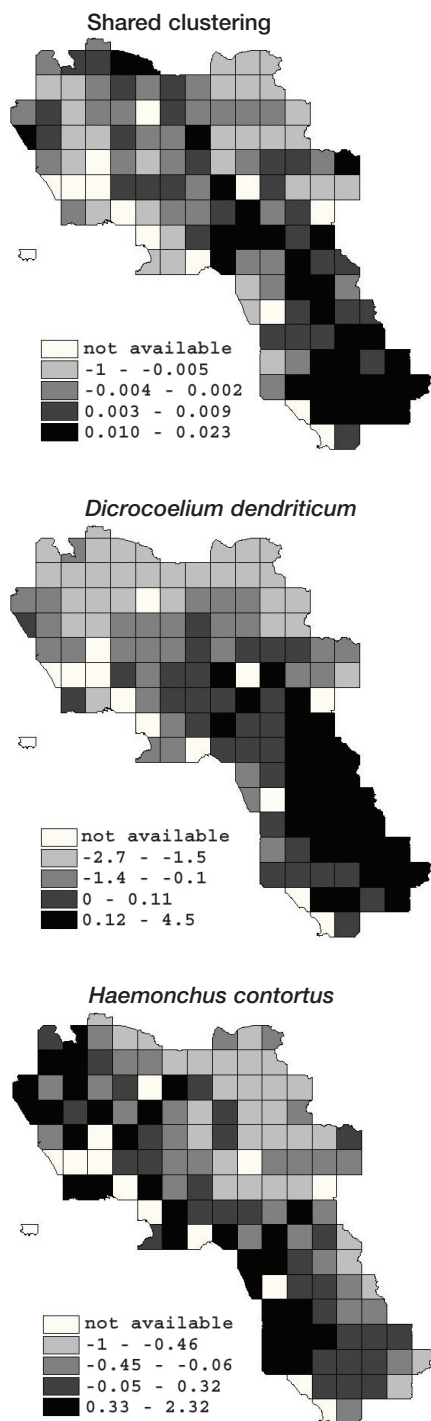 Shared clustering
not available
-1 - -0.005
-0.004 - 0.002
0.003 - 0.009
0.010 - 0.023
Dicrocoelium dendriticum
not available
-2.7 - -1.5
-1.4 - -0.1
0 - 0.11
0.12 - 4.5
Haemonchus contortus
not available
-1 - -0.46
-0.45 - -0.06
-0.05 - 0.32
0.33 - 2.32